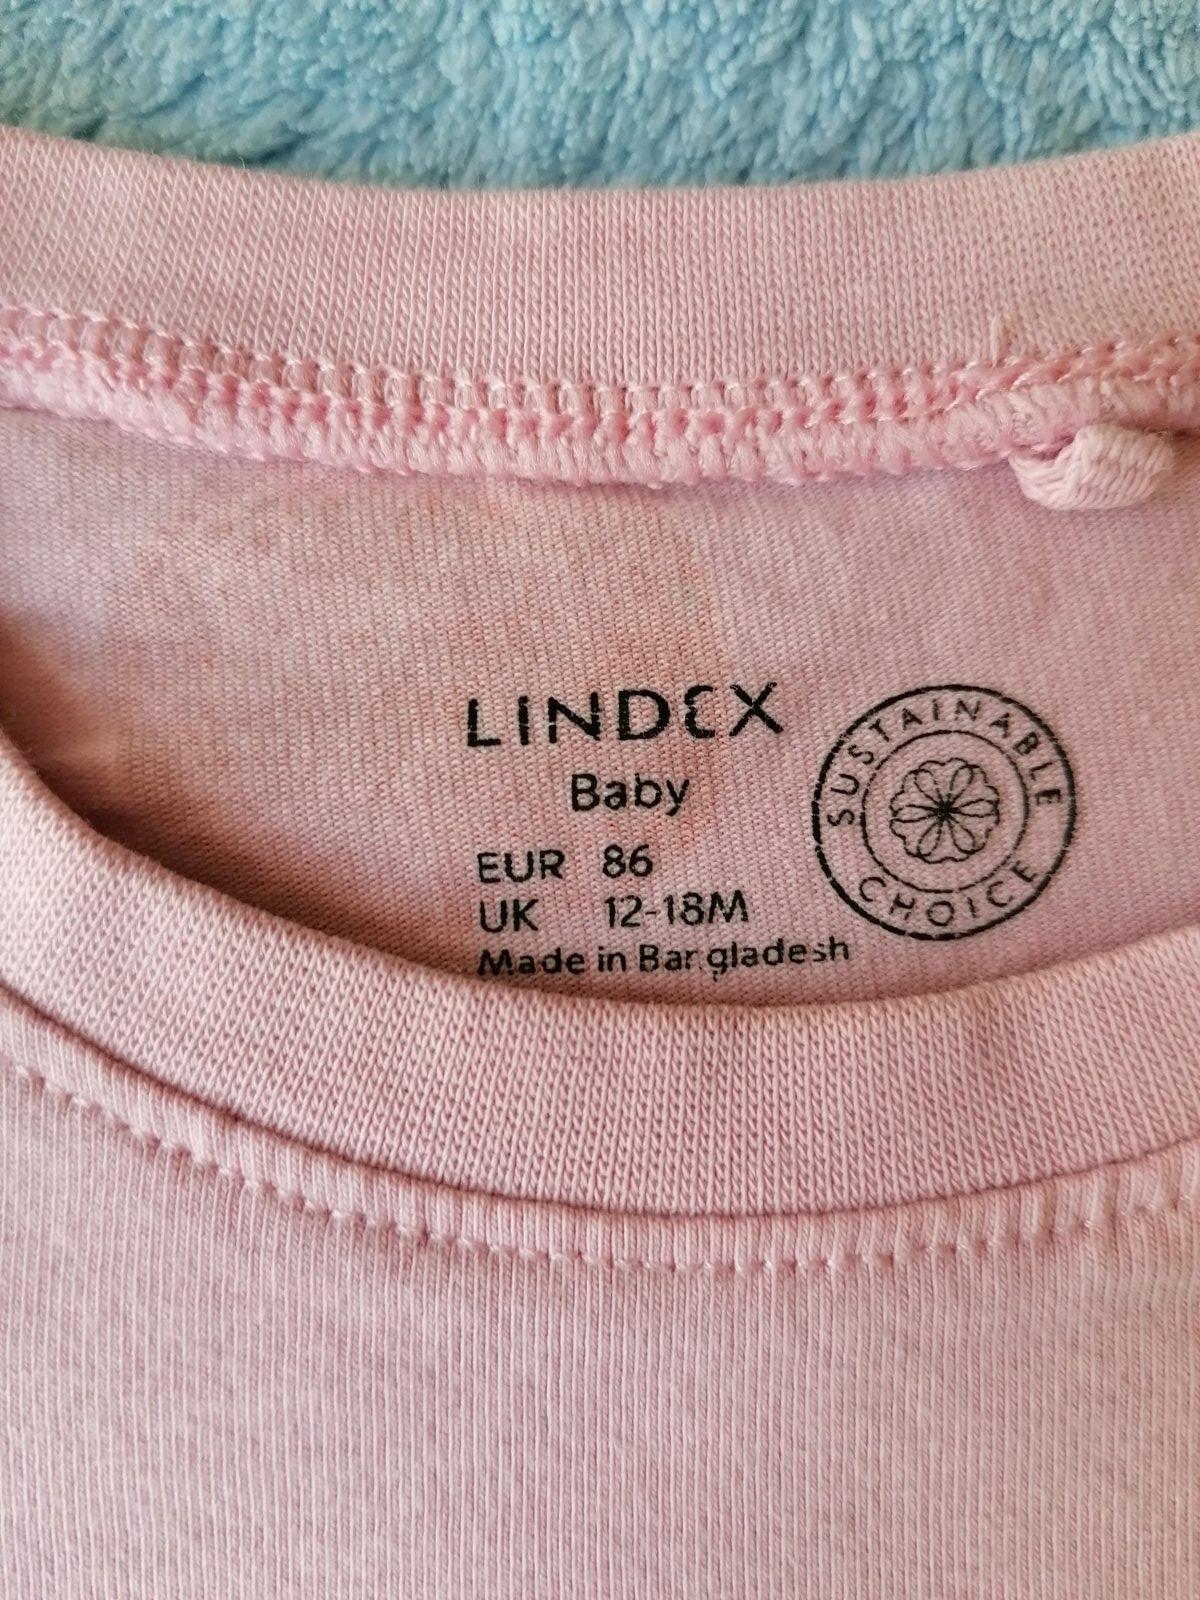 LINDEX
Baby
EUR 86
UK 12-18M
Made in Bangladesh
SUSTAINABLE
CHOICE